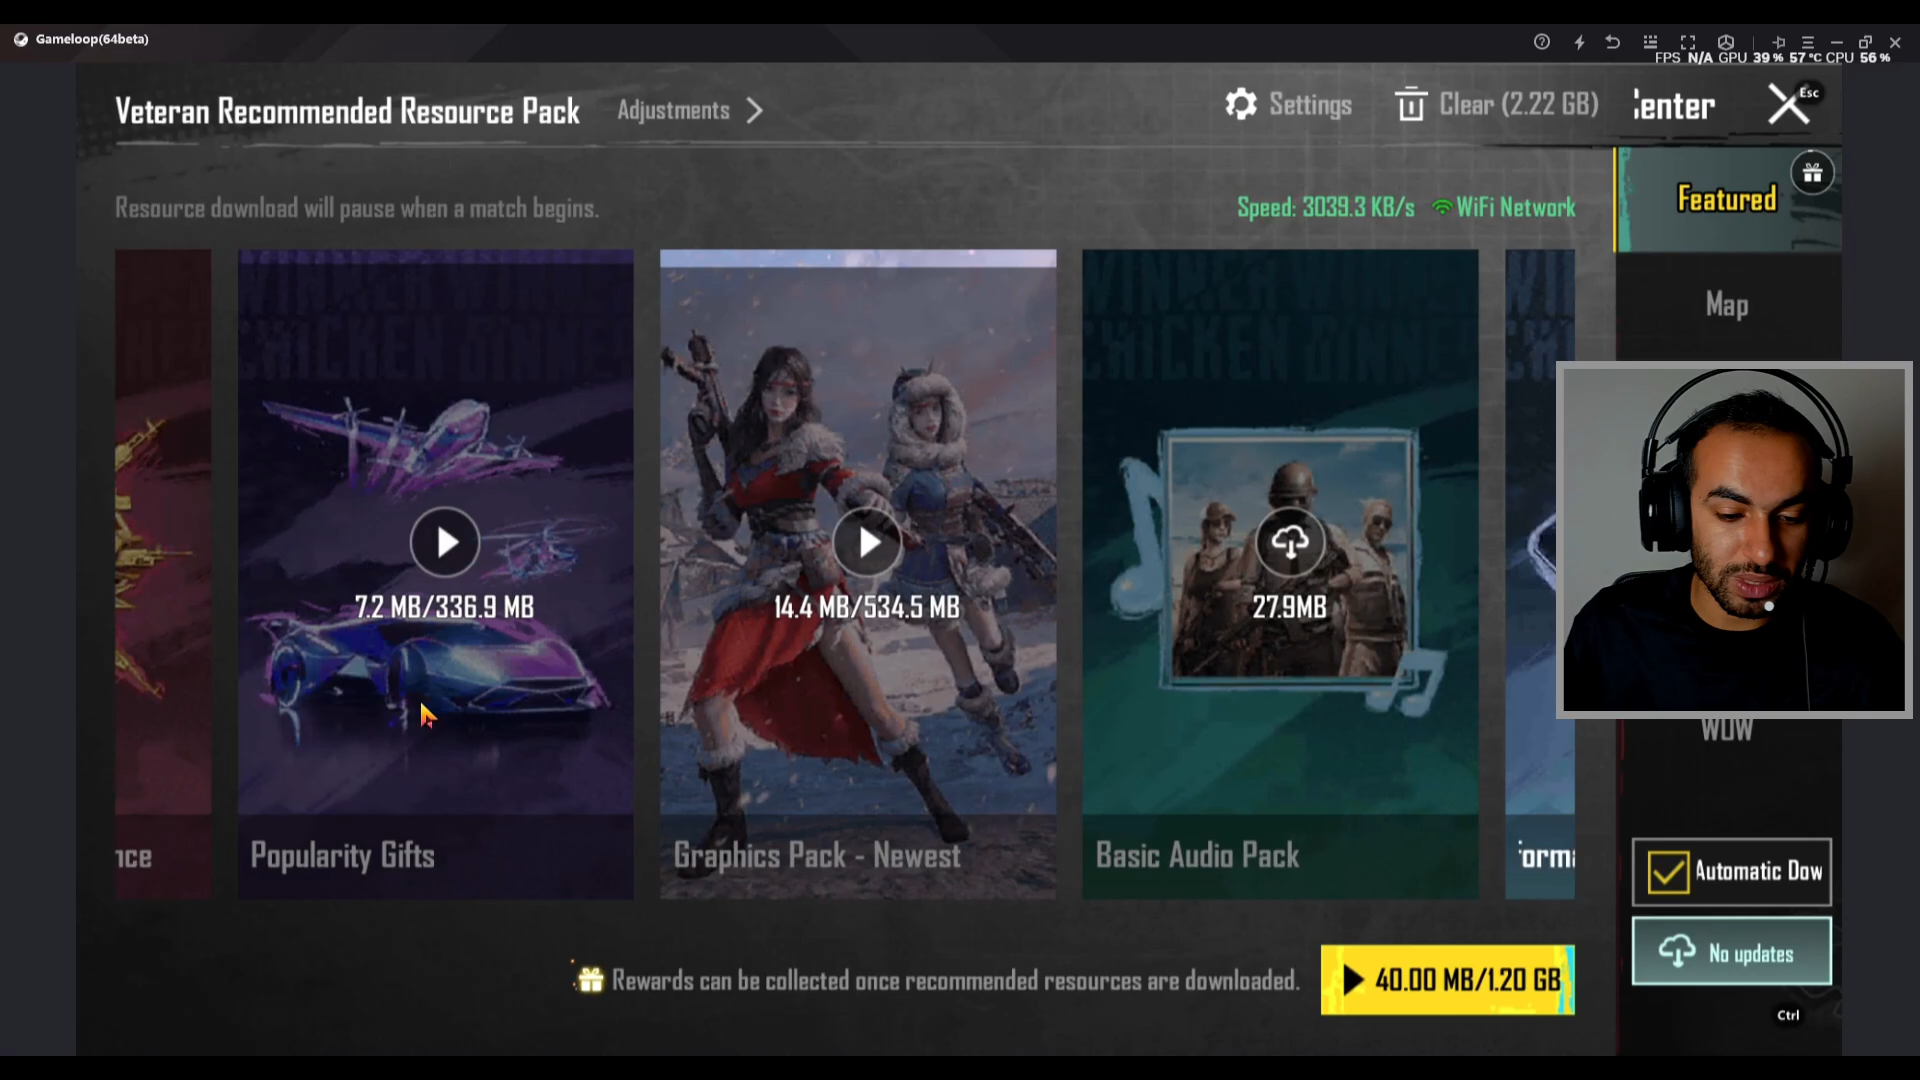 Gameloop(64beta)
FPS N/A GPU 39 % 57 °C CPU 56 %
Veteran Recommended Resource Pack
Adjustments
Settings
Clear (2.22 GB)
enter
Esc
Resource download will pause when a match begins.
Speed: 3039.3 KB/s
WiFi Network
Featured
Map
7.2 MB/336.9 MB
14.4 MB/534.5 MB
27.9MB
WOW
nce
Popularity Gifts
Graphics Pack - Newest
Basic Audio Pack
orma
Automatic Dow
Rewards can be collected once recommended resources are downloaded.
40.00 MB/1.20 GB
No updates
Ctrl